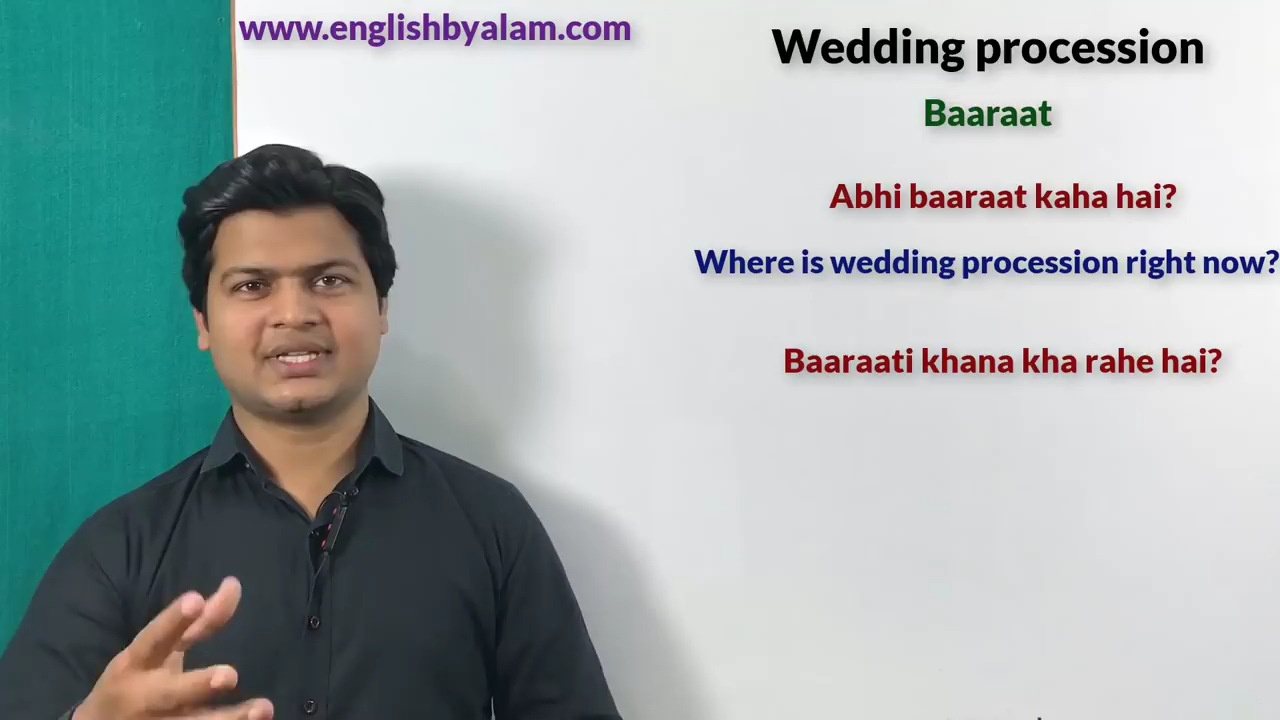 www.englishbyalam.com
Wedding procession
Baaraat
Abhi baaraat kaha hai?
Where is wedding procession right now?
Baaraati khana kha rahe hai?